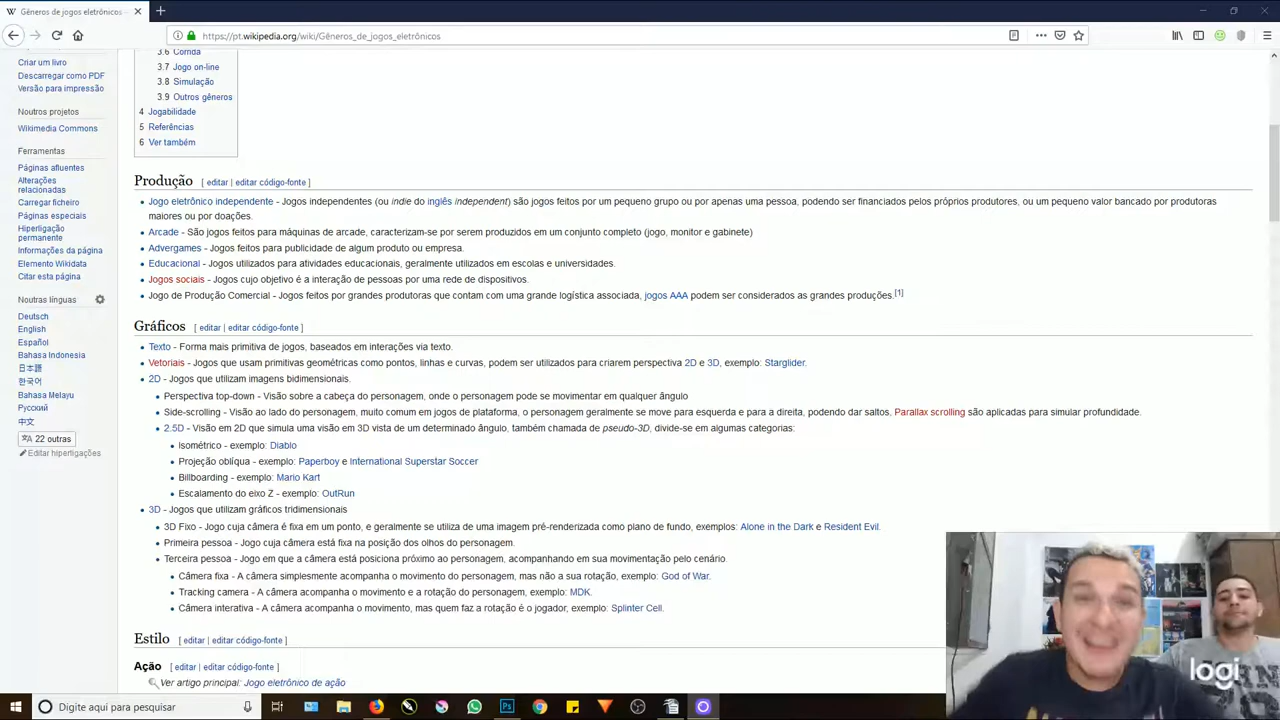 Géneros de jogos eletrônicos -
https://pt.wikipedia.org/wiki/Gêneros_de_jogos_eletrônicos
Criar um livro
Descarregar como PDF
Versão para impressão
Noutros projetos
Wikimedia Commons
Ferramentas
Páginas afluentes
Alterações
relacionadas
Carregar ficheiro
Páginas especiais
Hiperligação
permanente
Informações da página
Elemento Wikidata
Citar esta página
Noutras línguas
Deutsch
English
Español
Bahasa Indonesia
日本語
한국어
Bahasa Melayu
Русский
中文
22 outras
Editar hiperligações
3.6 Corrida
3.7 Jogo on-line
3.8 Simulação
3.9 Outros gêneros
4 Jogabilidade
5 Referências
6 Ver também
Produção [ editar | editar código-fonte ]
Jogo eletrônico independente - Jogos independentes (ou indie do inglês independent) são jogos feitos por um pequeno grupo ou por apenas uma pessoa, podendo ser financiados pelos próprios produtores, ou um pequeno valor bancado por produtoras
maiores ou por doações.
Arcade - São jogos feitos para máquinas de arcade, caracterizam-se por serem produzidos em um conjunto completo (jogo, monitor e gabinete)
Advergames - Jogos feitos para publicidade de algum produto ou empresa.
Educacional - Jogos utilizados para atividades educacionais, geralmente utilizados em escolas e universidades.
Jogos sociais - Jogos cujo objetivo é a interação de pessoas por uma rede de dispositivos.
Jogo de Produção Comercial - Jogos feitos por grandes produtoras que contam com uma grande logística associada, jogos AAA podem ser considerados as grandes produções.[1]
Gráficos [ editar | editar código-fonte ]
Texto - Forma mais primitiva de jogos, baseados em interações via texto.
Vetoriais - Jogos que usam primitivas geométricas como pontos, linhas e curvas, podem ser utilizados para criarem perspectiva 2D e 3D, exemplo: Starglider.
2D - Jogos que utilizam imagens bidimensionais.
Perspectiva top-down - Visão sobre a cabeça do personagem, onde o personagem pode se movimentar em qualquer ângulo
Side-scrolling - Visão ao lado do personagem, muito comum em jogos de plataforma, o personagem geralmente se move para esquerda e para a direita, podendo dar saltos, Parallax scrolling são aplicadas para simular profundidade.
2.5D - Visão em 2D que simula uma visão em 3D vista de um determinado ângulo, também chamada de pseudo-3D, divide-se em algumas categorias:
Isométrico - exemplo: Diablo
Projeção oblíqua - exemplo: Paperboy e International Superstar Soccer
Billboarding - exemplo: Mario Kart
Escalamento do eixo Z - exemplo: OutRun
3D - Jogos que utilizam gráficos tridimensionais
3D Fixo - Jogo cuja câmera é fixa em um ponto, e geralmente se utiliza de uma imagem pré-renderizada como plano de fundo, exemplos: Alone in the Dark e Resident Evil.
Primeira pessoa - Jogo cuja câmera está fixa na posição dos olhos do personagem.
Terceira pessoa - Jogo em que a câmera está posiciona próximo ao personagem, acompanhando em sua movimentação pelo cenário.
Câmera fixa - A câmera simplesmente acompanha o movimento do personagem, mas não a sua rotação, exemplo: God of War.
Tracking camera - A câmera acompanha o movimento e a rotação do personagem, exemplo: MDK.
Câmera interativa - A câmera acompanha o movimento, mas quem faz a rotação é o jogador, exemplo: Splinter Cell.
Estilo [ editar | editar código-fonte ]
Ação [ editar | editar código-fonte ]
Ver artigo principal: Jogo eletrônico de ação
logi
Digite aqui para pesquisar
Ps